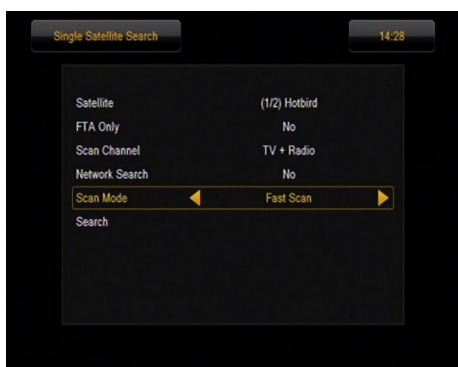 Single Satellite Search 14:28
Satellite (1/2) Hotbird
FTA Only No
Scan Channel TV + Radio
Network Search No
Scan Mode Fast Scan
Search